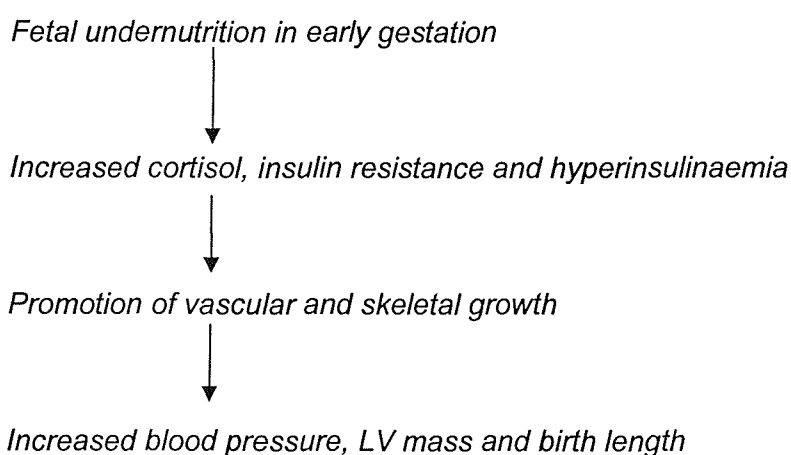 Fetal undernutrition in early gestation
Increased cortisol, insulin resistance and hyperinsulinaemia
Promotion of vascular and skeletal growth
Increased blood pressure, LV mass and birth length